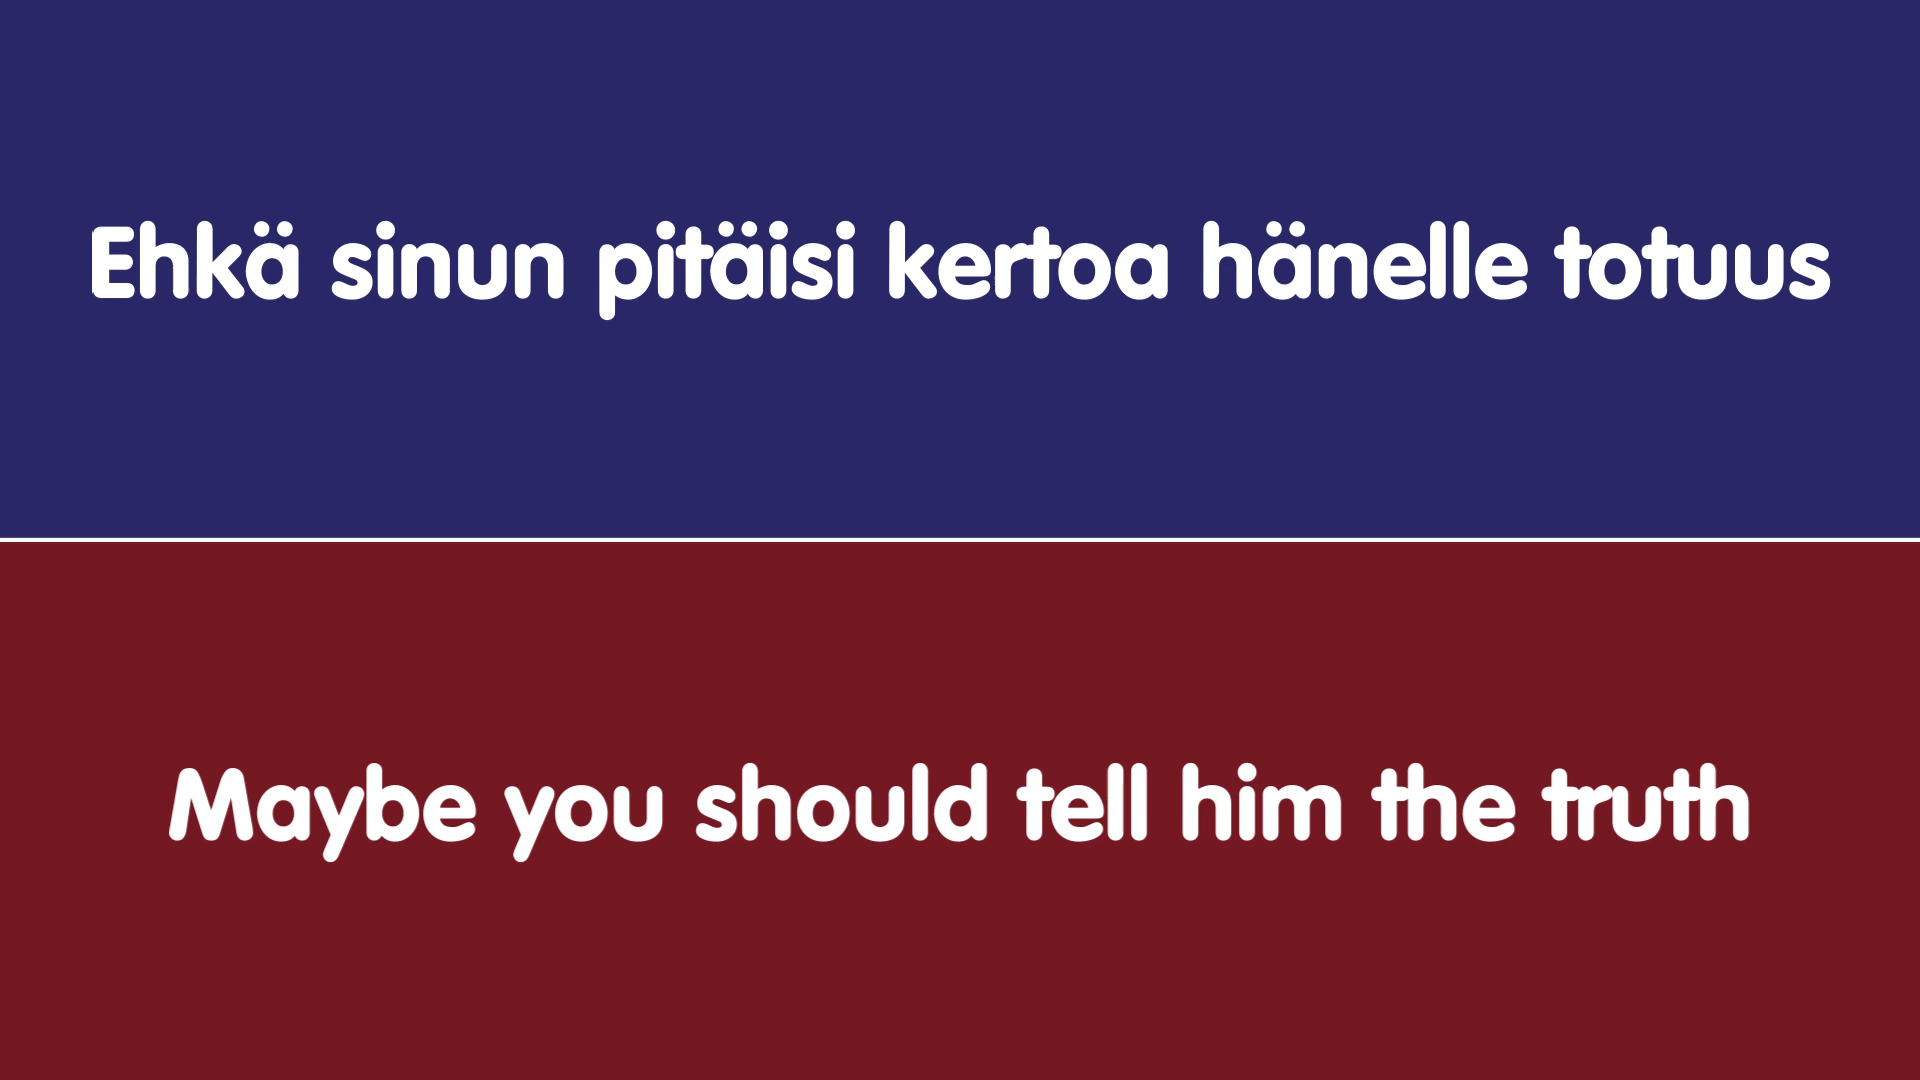 Ehkä sinun pitäisi kertoa hänelle totuus
Maybe you should tell him the truth